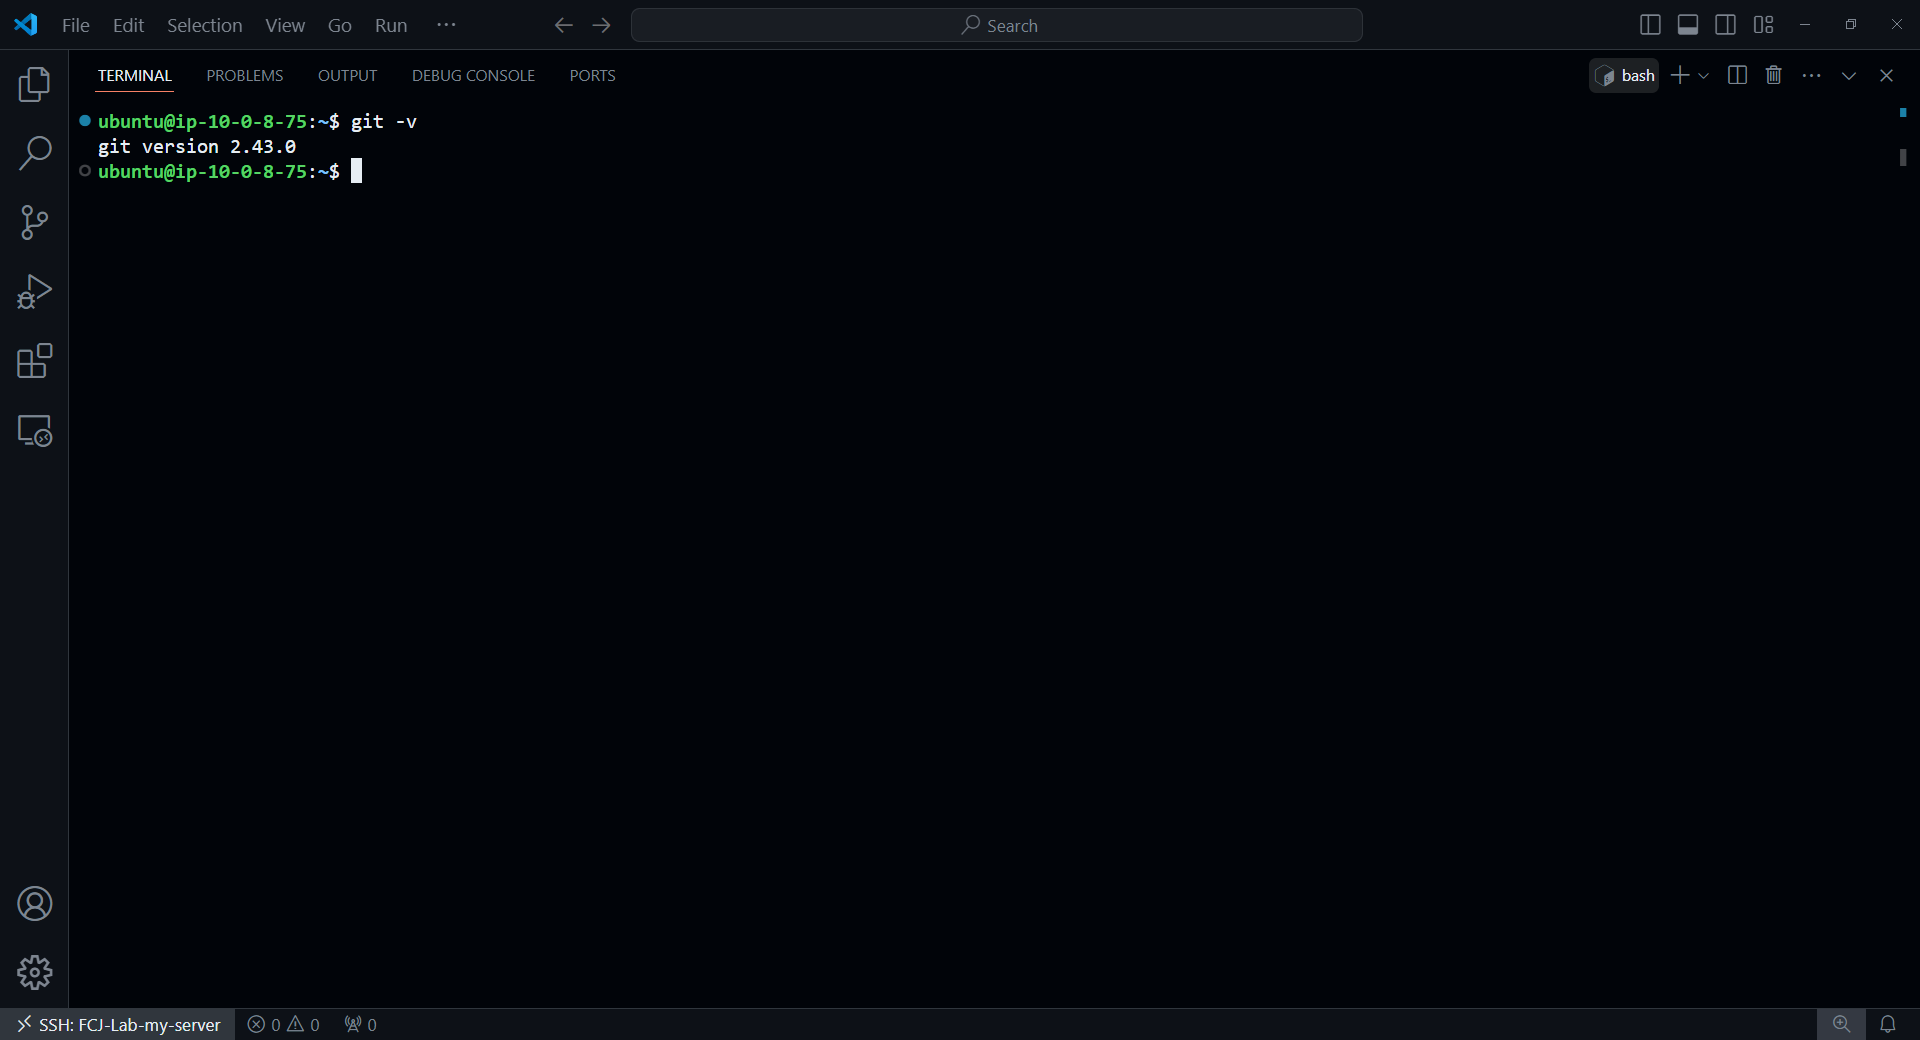 File Edit Selection View Go Run ··· Search
TERMINAL PROBLEMS OUTPUT DEBUG CONSOLE PORTS bash
ubuntu@ip-10-0-8-75:~$ git -v
git version 2.43.0
ubuntu@ip-10-0-8-75:~$
SSH: FCJ-Lab-my-server 0 0 0